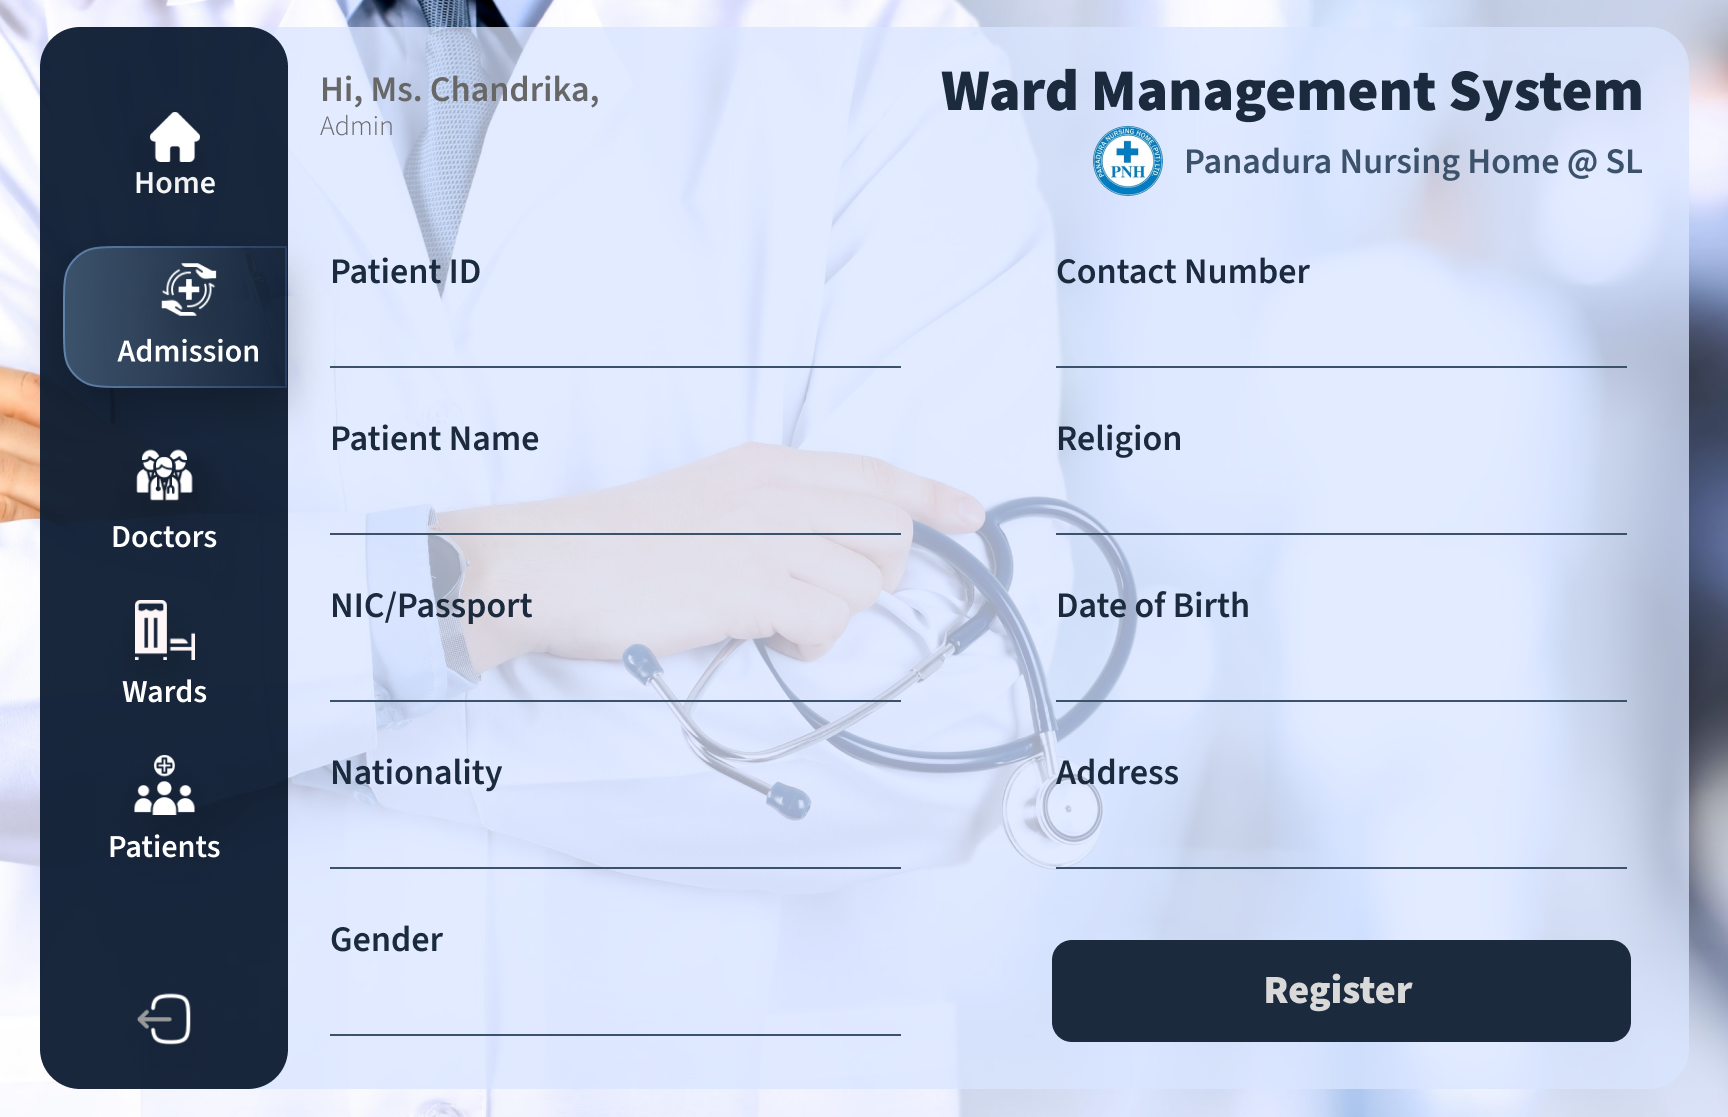 Home
Admission
Doctors
Wards
Patients
Hi, Ms. Chandrika,
Admin
Ward Management System
PANADURA NURSING HOME (PVT) LTD
PNH
Panadura Nursing Home @ SL
Patient ID
Contact Number
Patient Name
Religion
NIC/Passport
Date of Birth
Nationality
Address
Gender
Register